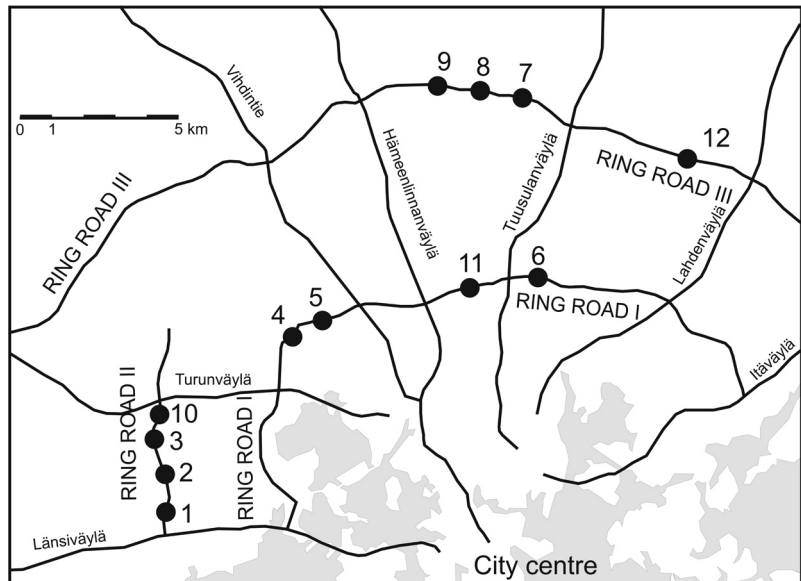 Vihdintie
9
8
7
0 1 5 km
Hämeenlinnanväylä
Tuusulanväylä
12
RING ROAD III
RING ROAD III
Lahdenväylä
11
6
RING ROAD I
4
5
Itäväylä
Turunväylä
RING ROAD II
RING ROAD I
10
3
2
1
Länsiväylä
City centre